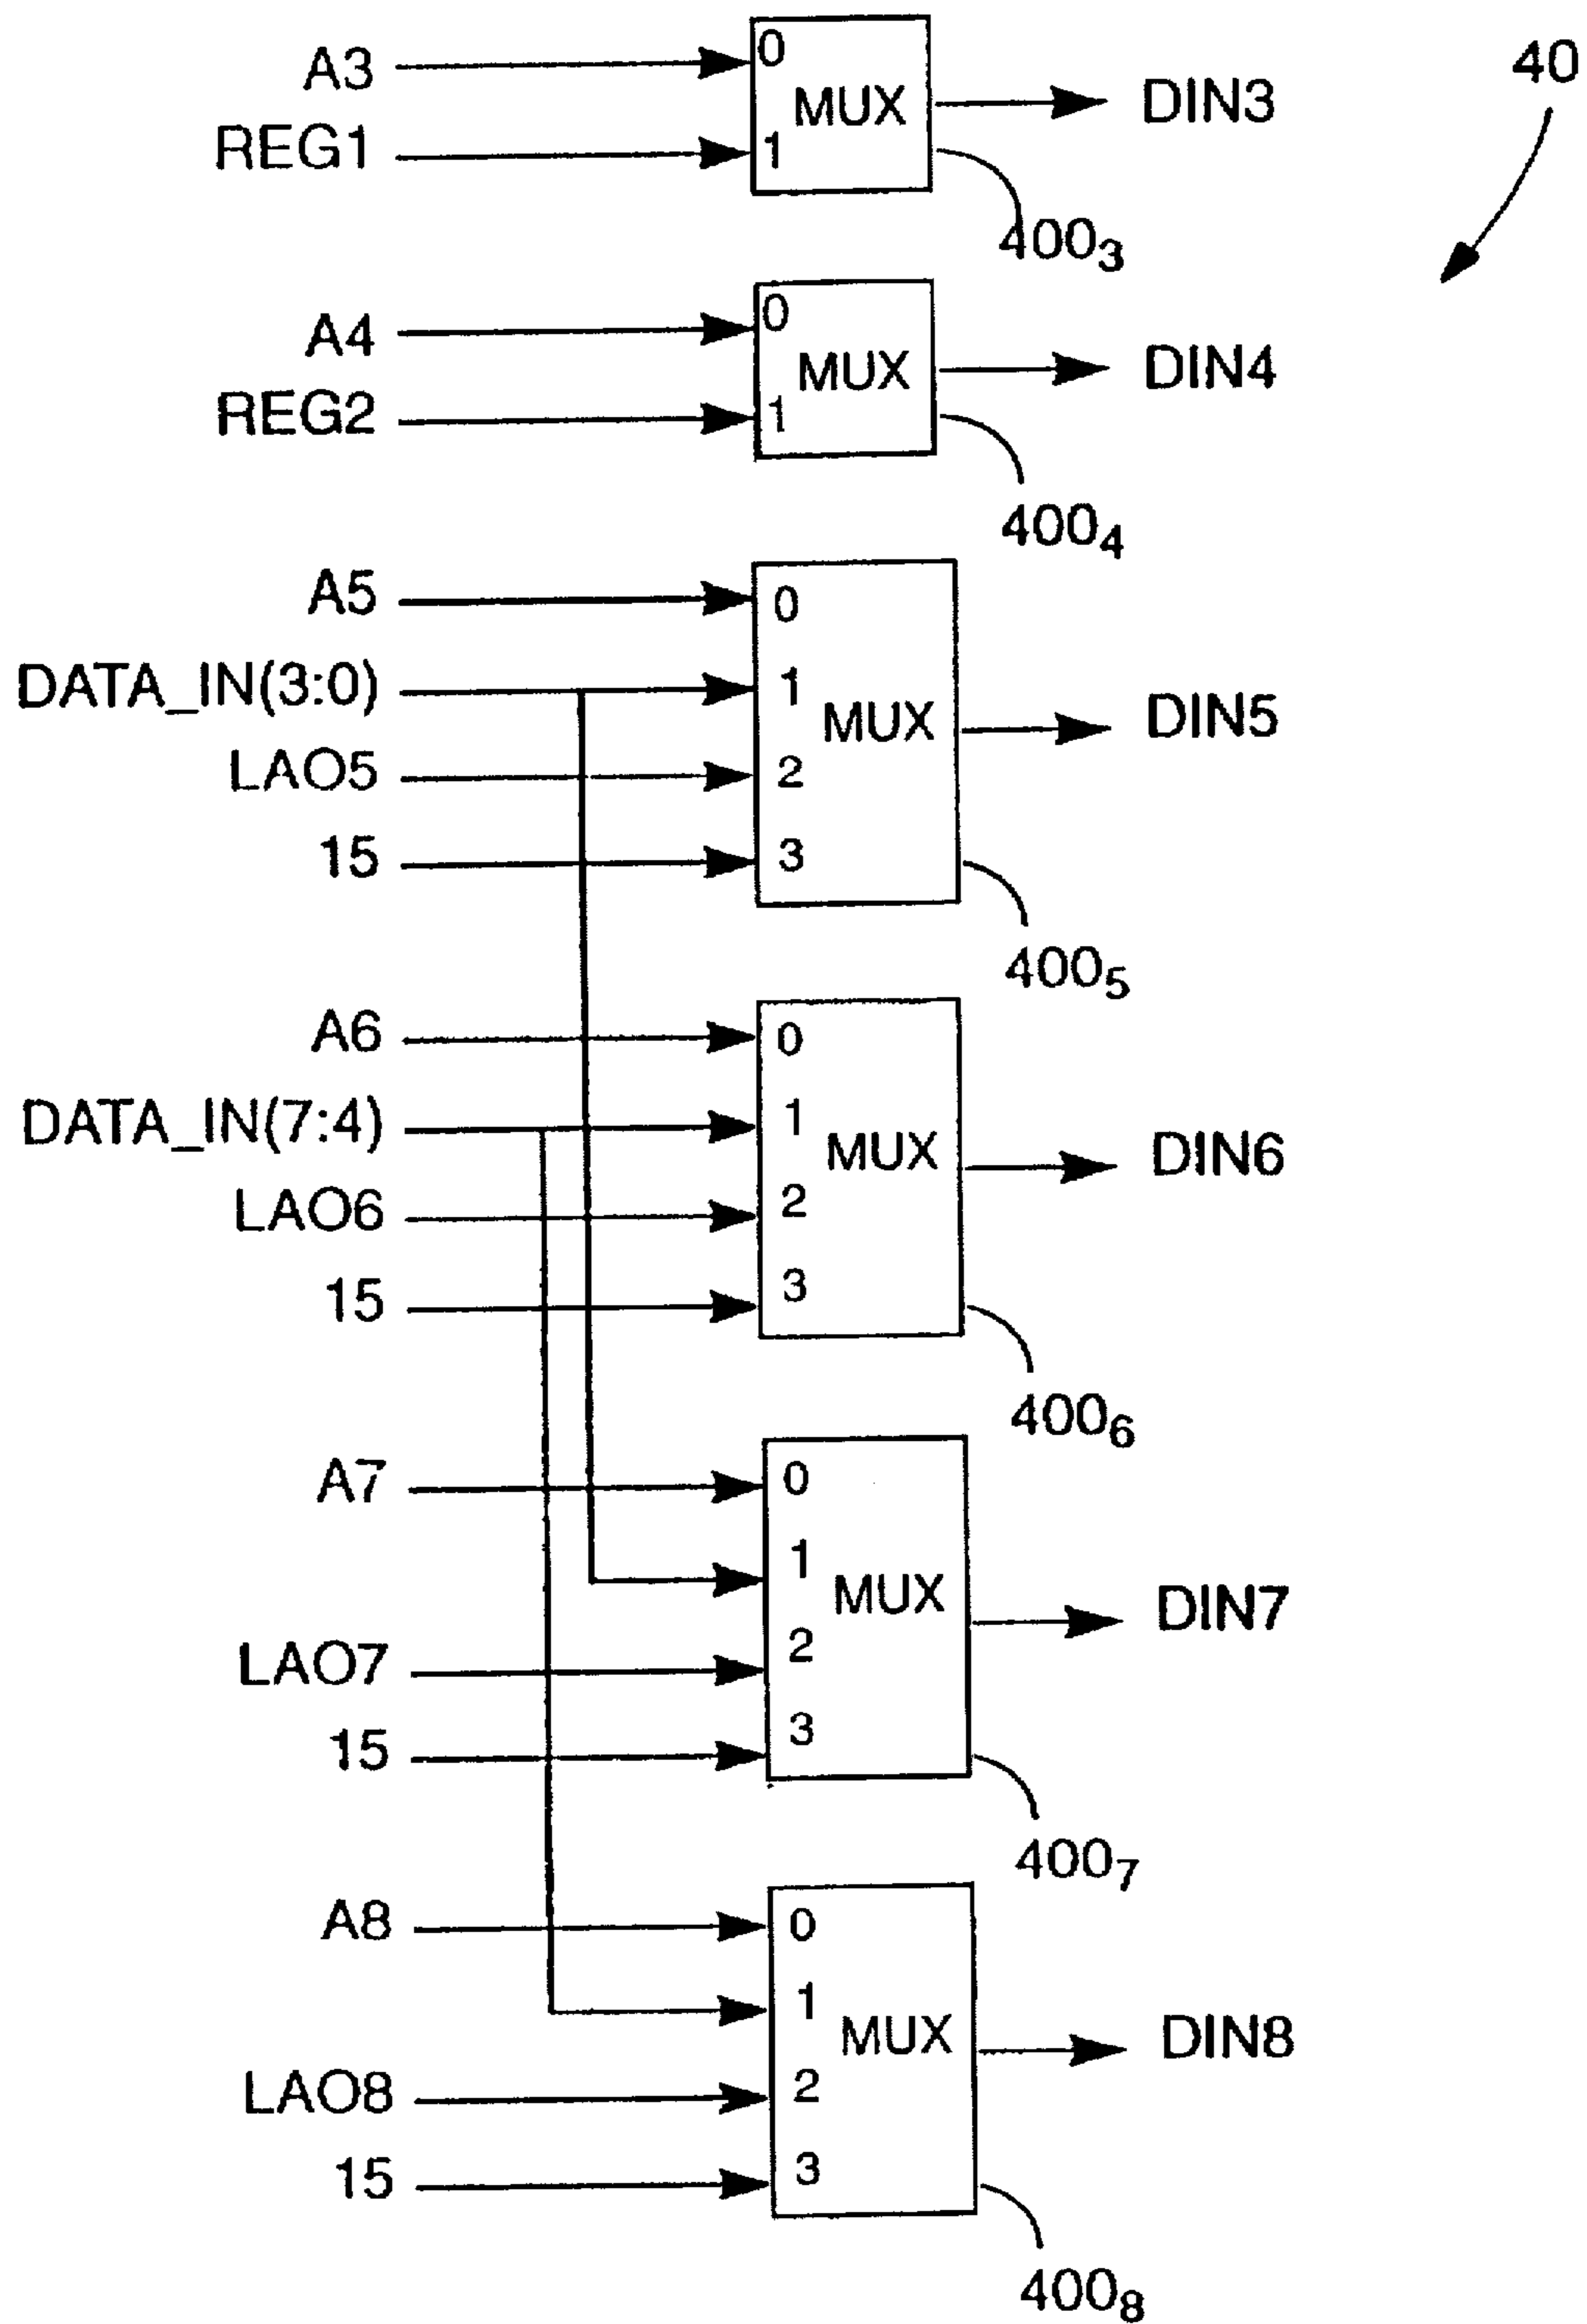 40
A3 0
MUX DIN3
REG1 1
400₃
A4 0
MUX DIN4
REG2 1
400₄
A5 0
DATA_IN(3:0) 1
MUX DIN5
LAO5 2
15 3
400₅
A6 0
DATA_IN(7:4) 1
MUX DIN6
LAO6 2
15 3
400₆
A7 0
1
MUX DIN7
LAO7 2
15 3
400₇
A8 0
1
MUX DIN8
LAO8 2
15 3
400₈